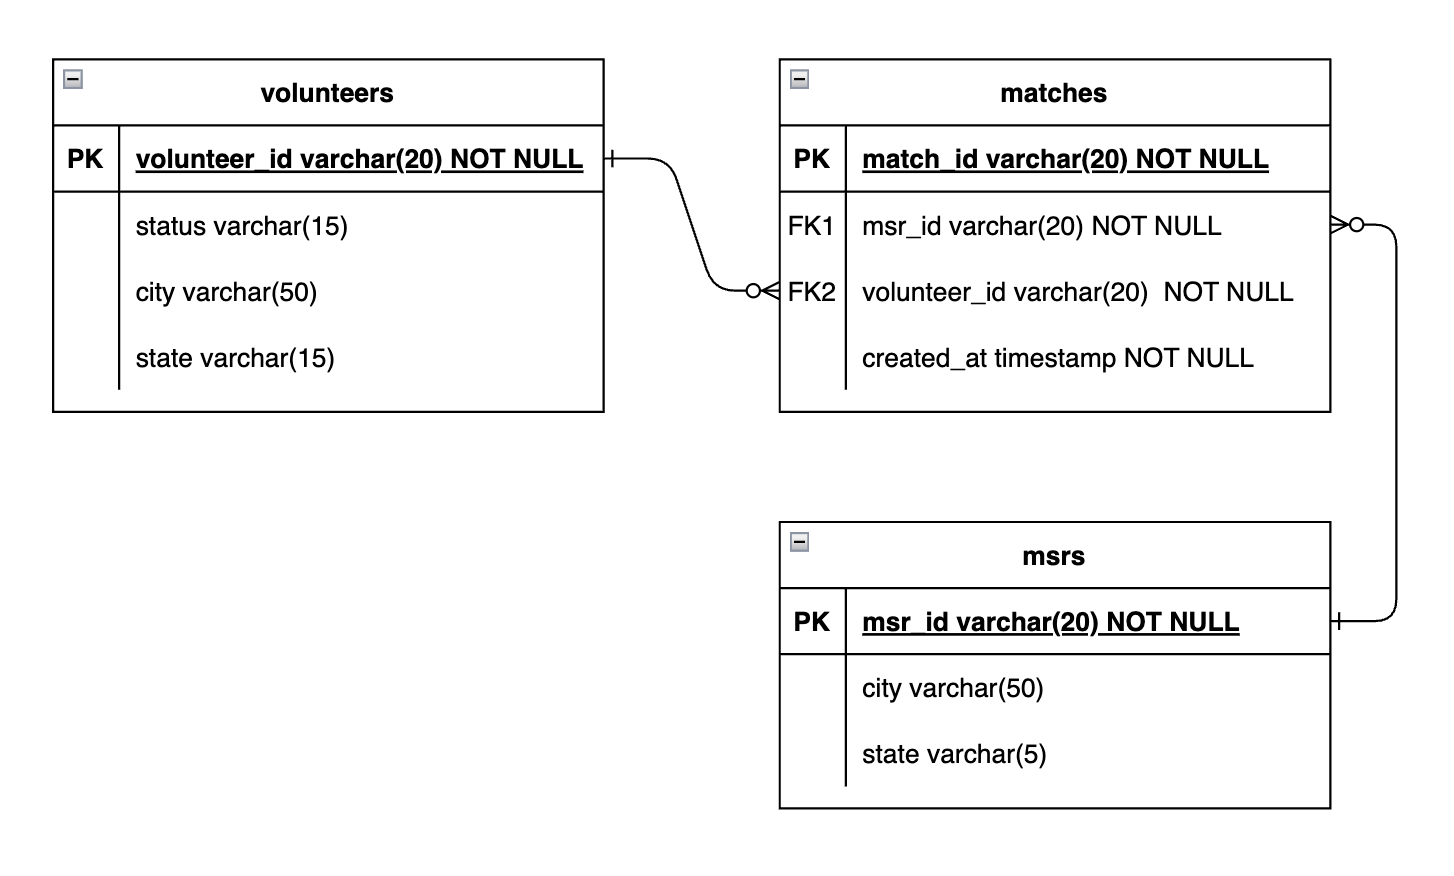 volunteers
PK volunteer_id varchar(20) NOT NULL
status varchar(15)
city varchar(50)
state varchar(15)
matches
PK match_id varchar(20) NOT NULL
FK1 msr_id varchar(20) NOT NULL
FK2 volunteer_id varchar(20)  NOT NULL
created_at timestamp NOT NULL
msrs
PK msr_id varchar(20) NOT NULL
city varchar(50)
state varchar(5)